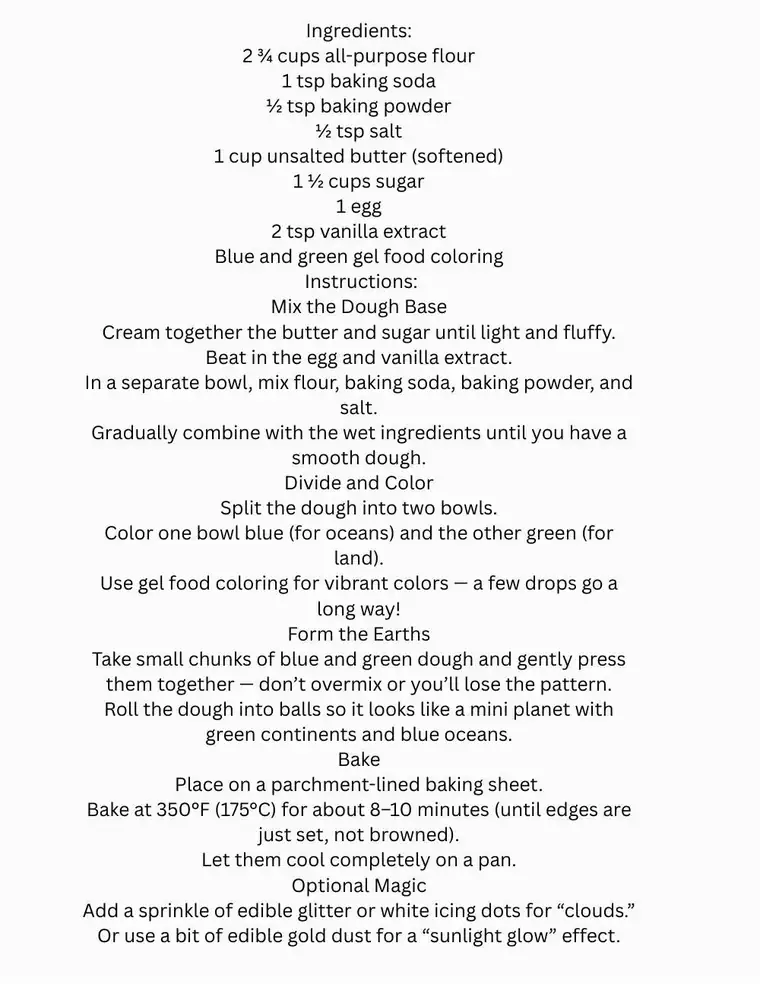 Ingredients:
2 ¾ cups all-purpose flour
1 tsp baking soda
½ tsp baking powder
½ tsp salt
1 cup unsalted butter (softened)
1 ½ cups sugar
1 egg
2 tsp vanilla extract
Blue and green gel food coloring
Instructions:
Mix the Dough Base
Cream together the butter and sugar until light and fluffy.
Beat in the egg and vanilla extract.
In a separate bowl, mix flour, baking soda, baking powder, and
salt.
Gradually combine with the wet ingredients until you have a
smooth dough.
Divide and Color
Split the dough into two bowls.
Color one bowl blue (for oceans) and the other green (for
land).
Use gel food coloring for vibrant colors — a few drops go a
long way!
Form the Earths
Take small chunks of blue and green dough and gently press
them together — don’t overmix or you’ll lose the pattern.
Roll the dough into balls so it looks like a mini planet with
green continents and blue oceans.
Bake
Place on a parchment-lined baking sheet.
Bake at 350°F (175°C) for about 8–10 minutes (until edges are
just set, not browned).
Let them cool completely on a pan.
Optional Magic
Add a sprinkle of edible glitter or white icing dots for “clouds.”
Or use a bit of edible gold dust for a “sunlight glow” effect.